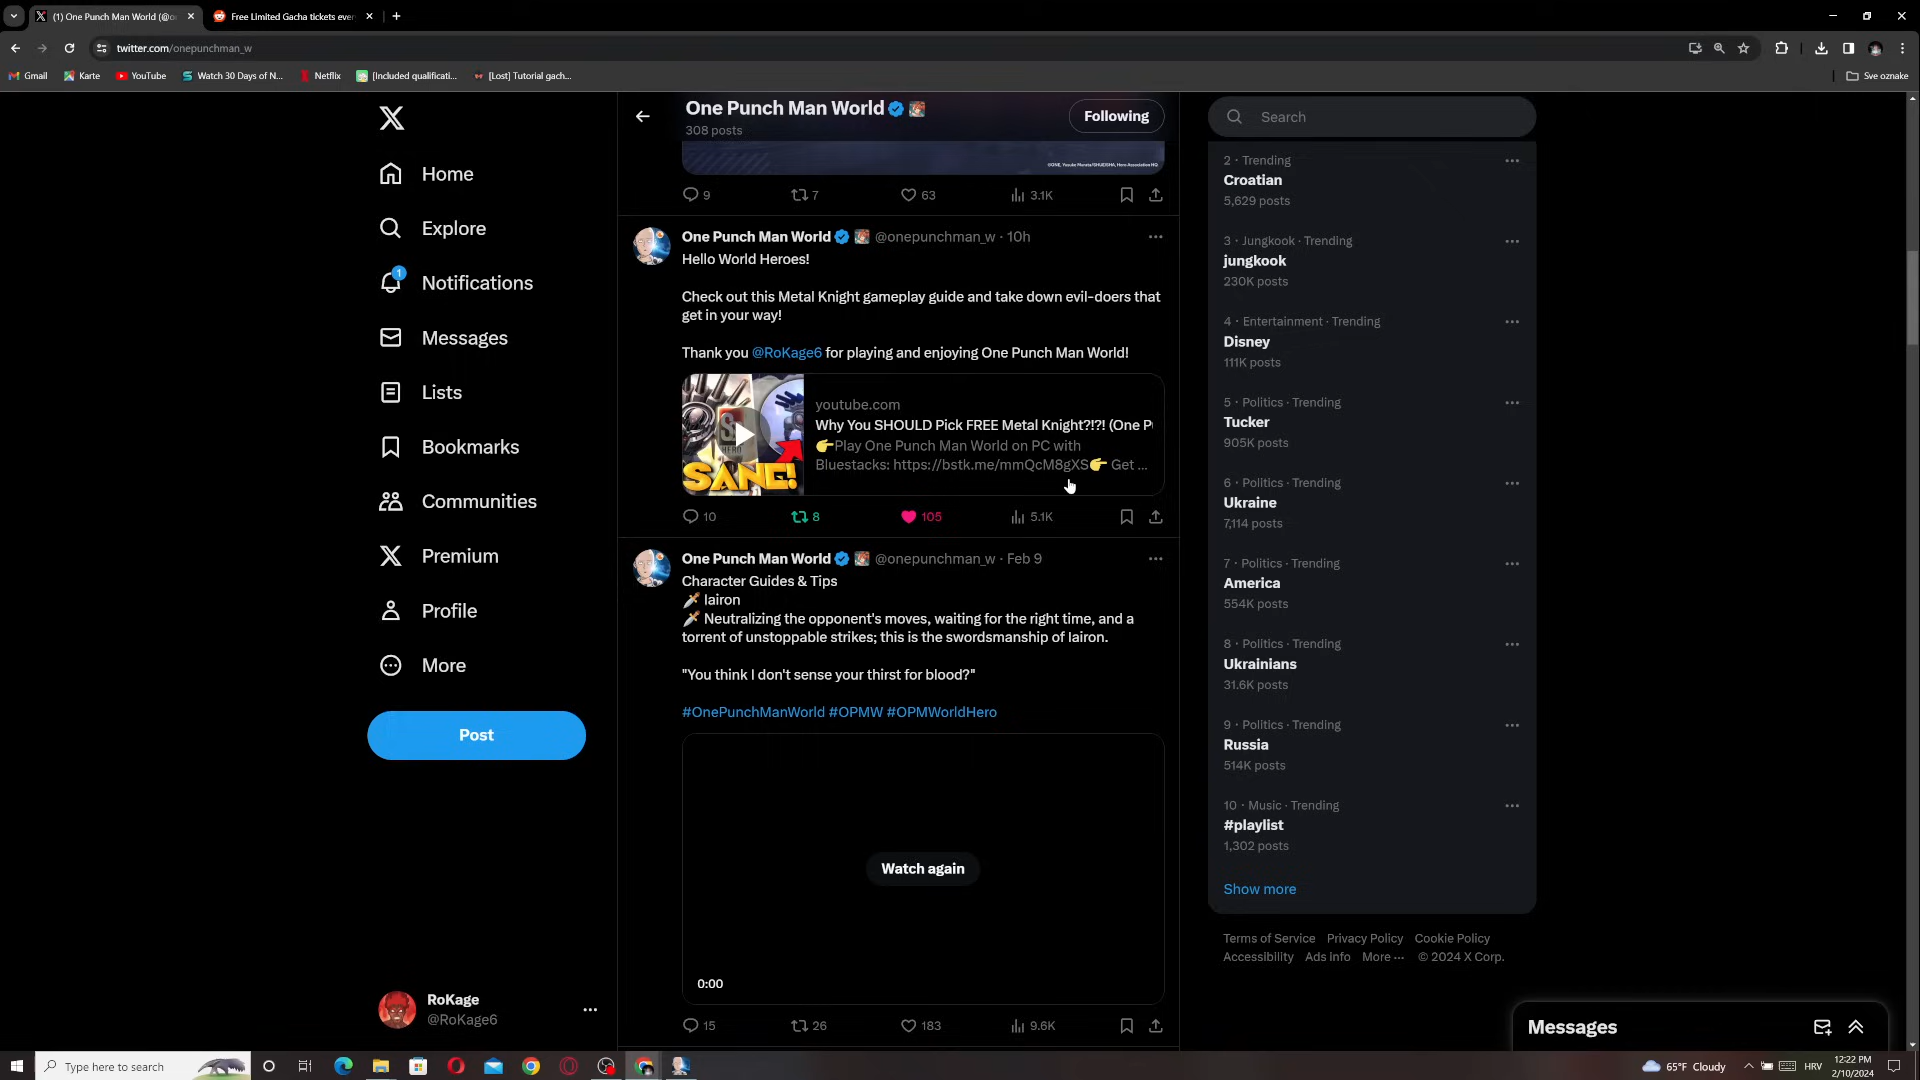 (1) One Punch Man World (@o
Free Limited Gacha tickets ever
twitter.com/onepunchman_w
Gmail
Karte
YouTube
Watch 30 Days of N...
Netflix
[Included qualificati...
[Lost] Tutorial gach...
Sve oznake
Home
Explore
1
Notifications
Messages
Lists
Bookmarks
Communities
Premium
Profile
More
Post
RoKage
@RoKage6
One Punch Man World
308 posts
Following
©ONE, Yusuke Murata/SHUEISHA, Hero Association HQ
9 7 63 3.1K
One Punch Man World @onepunchman_w · 10h
Hello World Heroes!
Check out this Metal Knight gameplay guide and take down evil-doers that
get in your way!
Thank you @RoKage6 for playing and enjoying One Punch Man World!
SANG!
youtube.com
Why You SHOULD Pick FREE Metal Knight?!?! (One P
👉Play One Punch Man World on PC with
Bluestacks: https://bstk.me/mmQcM8gXS👉 Get ...
10 8 105 5.1K
One Punch Man World @onepunchman_w · Feb 9
Character Guides & Tips
🗡️ Iairon
🗡️ Neutralizing the opponent's moves, waiting for the right time, and a
torrent of unstoppable strikes; this is the swordsmanship of Iairon.
"You think I don't sense your thirst for blood?"
#OnePunchManWorld #OPMW #OPMWorldHero
Watch again
0:00
15 26 183 9.6K
Search
2 · Trending
Croatian
5,629 posts
3 · Jungkook · Trending
jungkook
230K posts
4 · Entertainment · Trending
Disney
111K posts
5 · Politics · Trending
Tucker
905K posts
6 · Politics · Trending
Ukraine
7,114 posts
7 · Politics · Trending
America
554K posts
8 · Politics · Trending
Ukrainians
31.6K posts
9 · Politics · Trending
Russia
514K posts
10 · Music · Trending
#playlist
1,302 posts
Show more
Terms of Service Privacy Policy Cookie Policy
Accessibility Ads info More ··· © 2024 X Corp.
Messages
Type here to search
65°F Cloudy
HRV
12:22 PM
2/10/2024